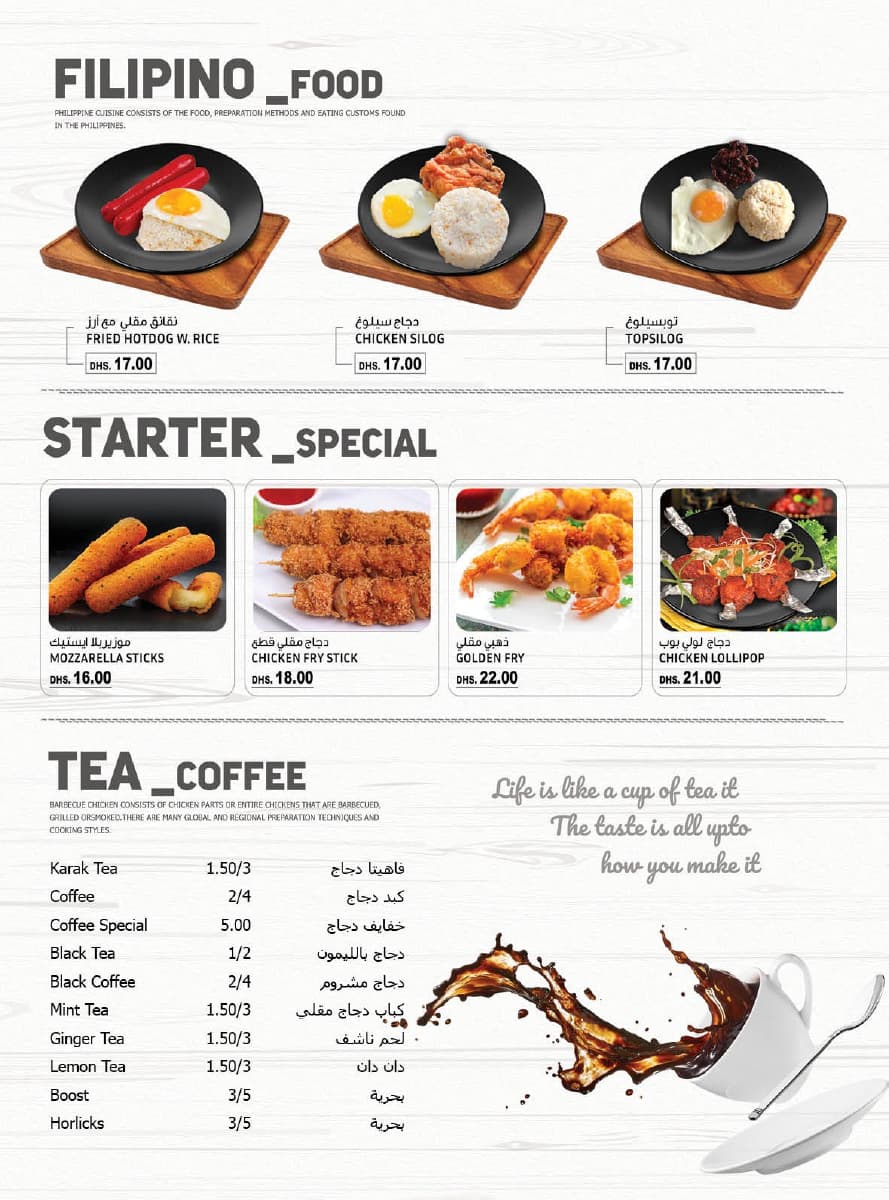 FILIPINO _FOOD
PHILIPPINE CUISINE CONSISTS OF THE FOOD, PREPARATION METHODS AND EATING CUSTOMS FOUND
IN THE PHILIPPINES.
نقانق مقلي مع أرز
FRIED HOTDOG W. RICE
DHS. 17.00
دجاج سيلوغ
CHICKEN SILOG
DHS. 17.00
توبسيلوغ
TOPSILOG
DHS. 17.00
STARTER _SPECIAL
موزيريلا ايستيك
MOZZARELLA STICKS
DHS. 16.00
دجاج مقلي قطع
CHICKEN FRY STICK
DHS. 18.00
ذهبي مقلي
GOLDEN FRY
DHS. 22.00
دجاج لولي بوب
CHICKEN LOLLIPOP
DHS. 21.00
TEA _COFFEE
BARBECUE CHICKEN CONSISTS OF CHICKEN PARTS OR ENTIRE CHICKENS THAT ARE BARBECUED,
GRILLED ORSMOKED.THERE ARE MANY GLOBAL AND REGIONAL PREPARATION TECHNIQUES AND
COOKING STYLES.
Life is like a cup of tea it
The taste is all upto
how you make it
Karak Tea 1.50/3 فاهيتا دجاج
Coffee 2/4 كبد دجاج
Coffee Special 5.00 خفايف دجاج
Black Tea 1/2 دجاج بالليمون
Black Coffee 2/4 دجاج مشروم
Mint Tea 1.50/3 كباب دجاج مقلي
Ginger Tea 1.50/3 لحم ناشف
Lemon Tea 1.50/3 دان دان
Boost 3/5 بحرية
Horlicks 3/5 بحرية